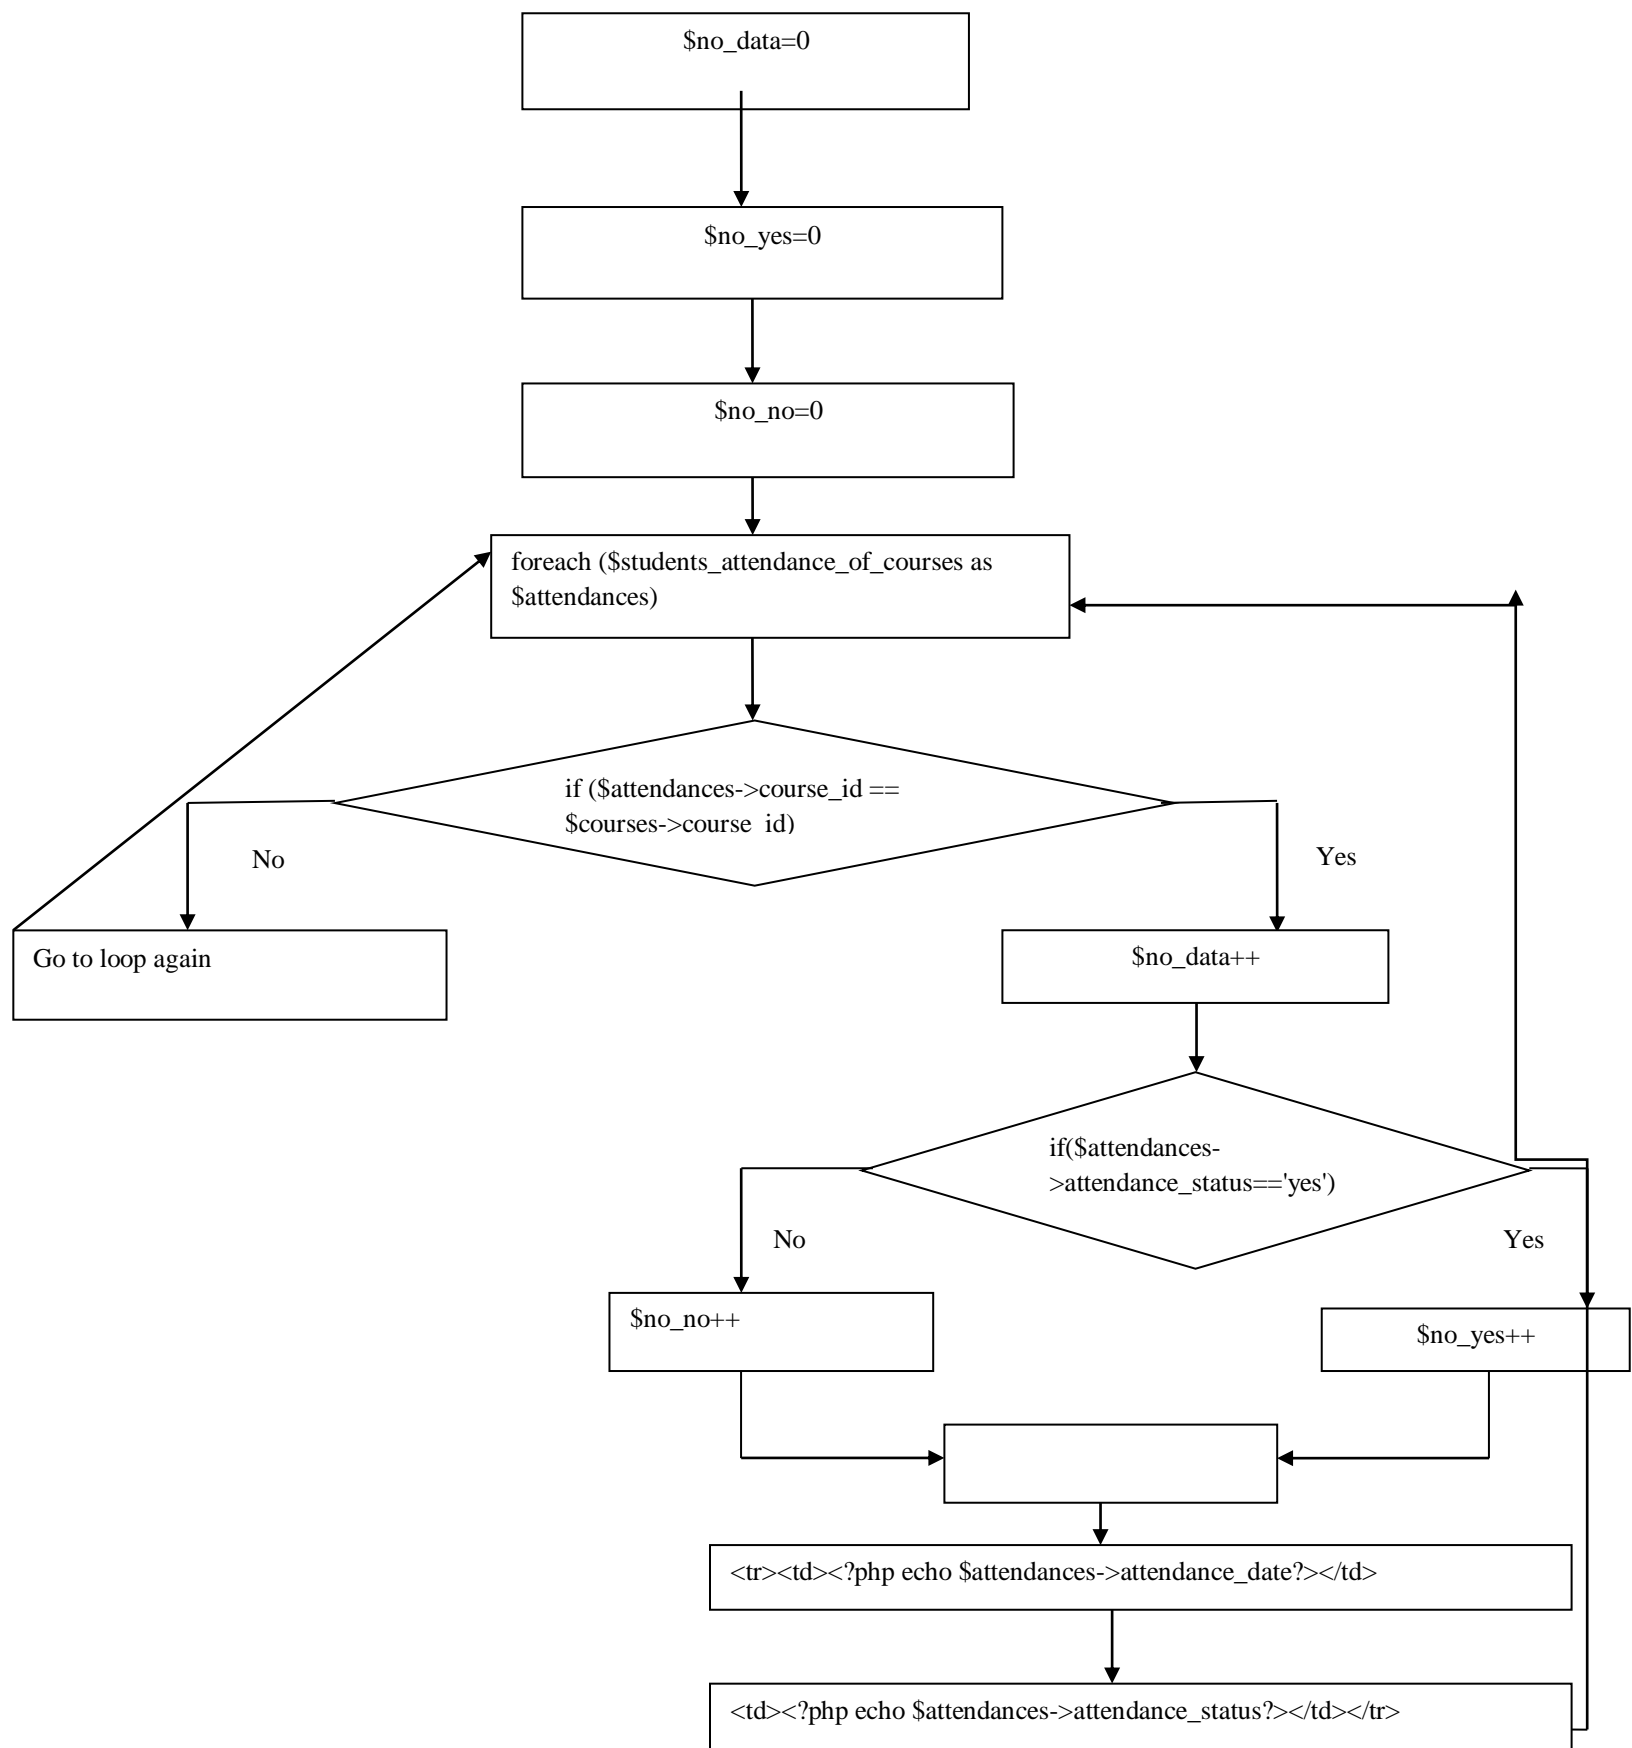 $no_data=0
$no_yes=0
$no_no=0
foreach ($students_attendance_of_courses as
$attendances)
if ($attendances->course_id ==
$courses->course_id)
No
Yes
Go to loop again
$no_data++
if($attendances-
>attendance_status=='yes')
No
Yes
$no_no++
$no_yes++
<tr><td><?php echo $attendances->attendance_date?></td>
<td><?php echo $attendances->attendance_status?></td></tr>